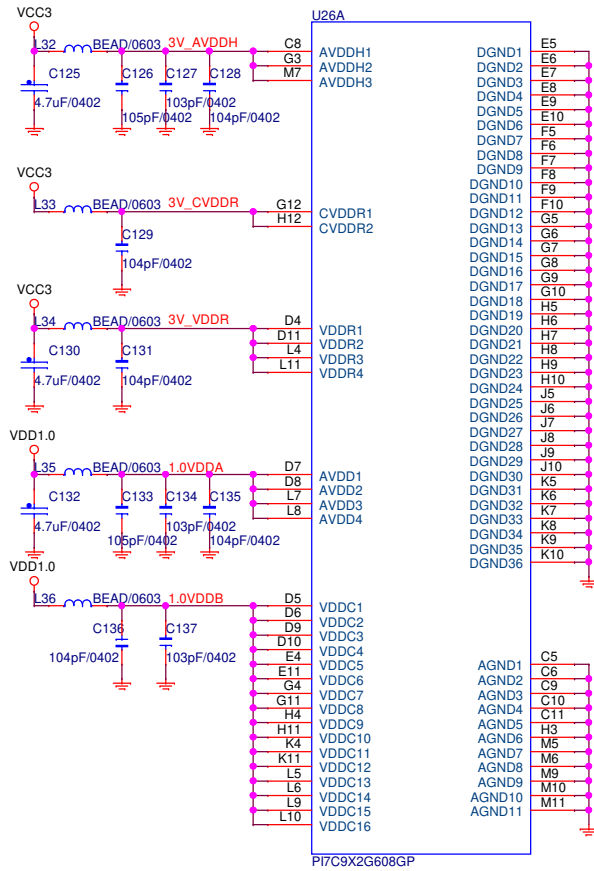 VCC3
U26A
L32 BEAD/0603 3V_AVDDH
C125
4.7uF/0402
C126 C127 C128
103pF/0402
105pF/0402 104pF/0402
C8 AVDDH1
G3 AVDDH2
M7 AVDDH3
VCC3
L33 BEAD/0603 3V_CVDDR
C129
104pF/0402
G12 CVDDR1
H12 CVDDR2
VCC3
L34 BEAD/0603 3V_VDDR
C130 C131
4.7uF/0402 104pF/0402
D4 VDDR1
D11 VDDR2
L4 VDDR3
L11 VDDR4
VDD1.0
L35 BEAD/0603 1.0VDDA
C132 C133 C134 C135
4.7uF/0402 103pF/0402
105pF/0402 104pF/0402
D7 AVDD1
D8 AVDD2
L7 AVDD3
L8 AVDD4
VDD1.0
L36 BEAD/0603 1.0VDDB
C136 C137
104pF/0402 103pF/0402
D5 VDDC1
D6 VDDC2
D9 VDDC3
D10 VDDC4
E4 VDDC5
E11 VDDC6
G4 VDDC7
G11 VDDC8
H4 VDDC9
H11 VDDC10
K4 VDDC11
K11 VDDC12
L5 VDDC13
L6 VDDC14
L9 VDDC15
L10 VDDC16
DGND1 E5
DGND2 E6
DGND3 E7
DGND4 E8
DGND5 E9
DGND6 E10
DGND7 F5
DGND8 F6
DGND9 F7
DGND10 F8
DGND11 F9
DGND12 F10
DGND13 G5
DGND14 G6
DGND15 G7
DGND16 G8
DGND17 G9
DGND18 G10
DGND19 H5
DGND20 H6
DGND21 H7
DGND22 H8
DGND23 H9
DGND24 H10
DGND25 J5
DGND26 J6
DGND27 J7
DGND28 J8
DGND29 J9
DGND30 J10
DGND31 K5
DGND32 K6
DGND33 K7
DGND34 K8
DGND35 K9
DGND36 K10
AGND1 C5
AGND2 C6
AGND3 C9
AGND4 C10
AGND5 C11
AGND6 H3
AGND7 M5
AGND8 M6
AGND9 M9
AGND10 M10
AGND11 M11
PI7C9X2G608GP